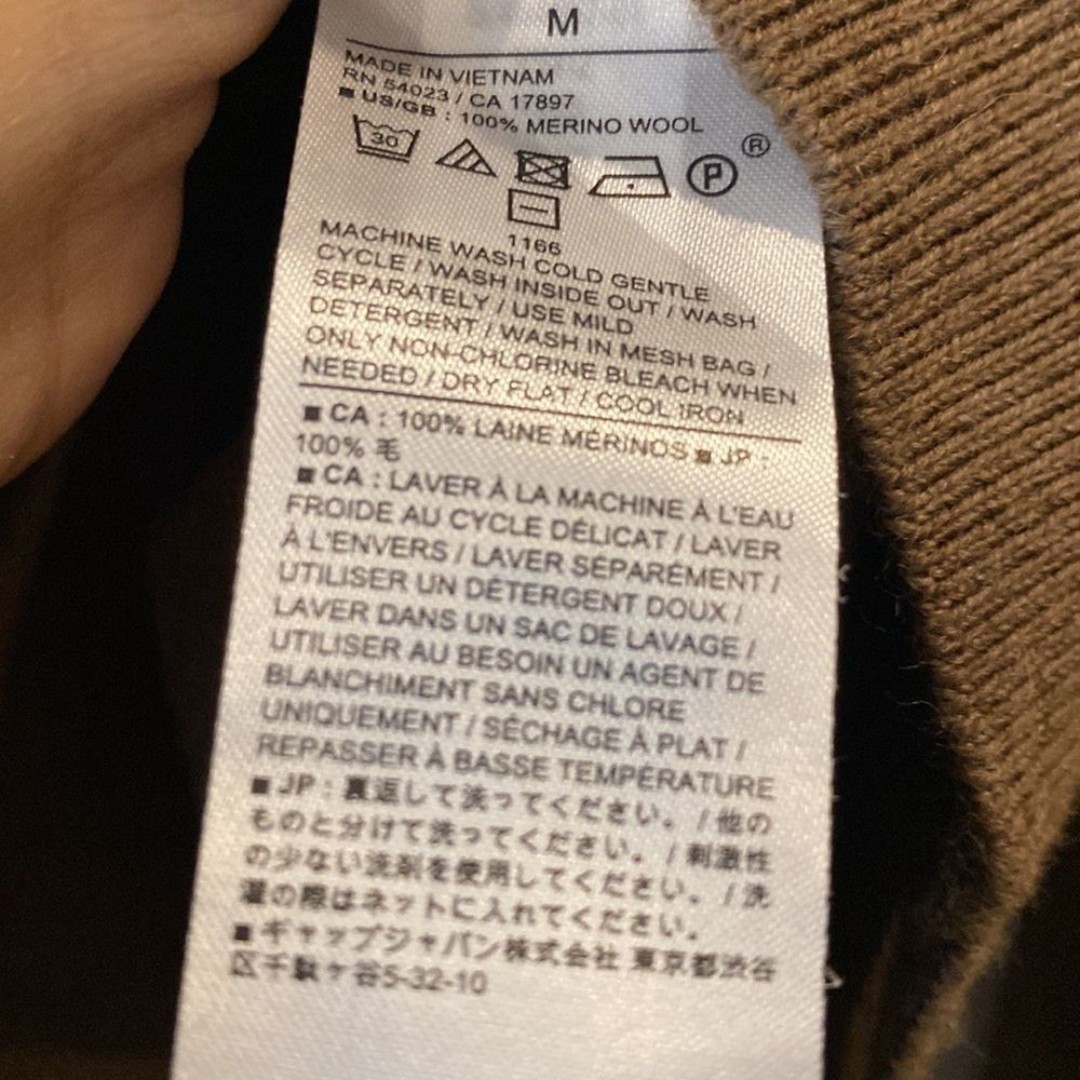 M
MADE IN VIETNAM
RN 54023 / CA 17897
■ US/GB : 100% MERINO WOOL
30 P ®
1166
MACHINE WASH COLD GENTLE
CYCLE / WASH INSIDE OUT / WASH
SEPARATELY / USE MILD
DETERGENT / WASH IN MESH BAG /
ONLY NON-CHLORINE BLEACH WHEN
NEEDED / DRY FLAT / COOL IRON
■ CA : 100% LAINE MÉRINOS ■ JP :
100% 毛
■ CA : LAVER À LA MACHINE À L'EAU
FROIDE AU CYCLE DÉLICAT / LAVER
À L'ENVERS / LAVER SÉPARÉMENT /
UTILISER UN DÉTERGENT DOUX /
LAVER DANS UN SAC DE LAVAGE /
UTILISER AU BESOIN UN AGENT DE
BLANCHIMENT SANS CHLORE
UNIQUEMENT / SÉCHAGE À PLAT /
REPASSER À BASSE TEMPÉRATURE
■ JP : 裏返して洗ってください。 / 他の
ものと分けて洗ってください。 / 刺激性
の少ない洗剤を使用してください。 / 洗
濯の際はネットに入れてください。
■ ギャップジャパン株式会社 東京都渋谷
区千駄ヶ谷5-32-10